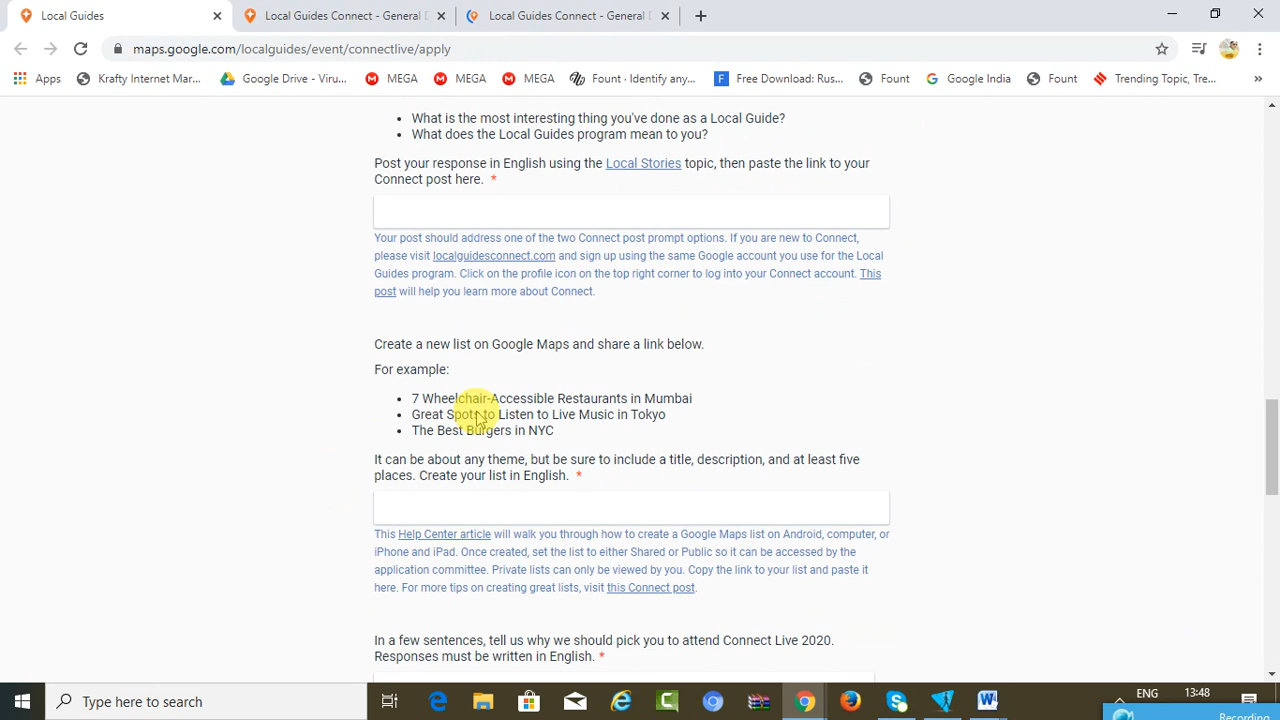 Local Guides
Local Guides Connect - General D
Local Guides Connect - General D
maps.google.com/localguides/event/connectlive/apply
Apps
Krafty Internet Mar...
Google Drive - Viru...
MEGA
MEGA
MEGA
Fount · Identify any...
Free Download: Rus...
Fount
Google India
Fount
Trending Topic, Tre...
»
• What is the most interesting thing you've done as a Local Guide?
• What does the Local Guides program mean to you?
Post your response in English using the Local Stories topic, then paste the link to your
Connect post here. *
Your post should address one of the two Connect post prompt options. If you are new to Connect,
please visit localguidesconnect.com and sign up using the same Google account you use for the Local
Guides program. Click on the profile icon on the top right corner to log into your Connect account. This
post will help you learn more about Connect.
Create a new list on Google Maps and share a link below.
For example:
• 7 Wheelchair-Accessible Restaurants in Mumbai
• Great Spots to Listen to Live Music in Tokyo
• The Best Burgers in NYC
It can be about any theme, but be sure to include a title, description, and at least five
places. Create your list in English. *
This Help Center article will walk you through how to create a Google Maps list on Android, computer, or
iPhone and iPad. Once created, set the list to either Shared or Public so it can be accessed by the
application committee. Private lists can only be viewed by you. Copy the link to your list and paste it
here. For more tips on creating great lists, visit this Connect post.
In a few sentences, tell us why we should pick you to attend Connect Live 2020.
Responses must be written in English. *
Type here to search
ENG
13:48
Recording